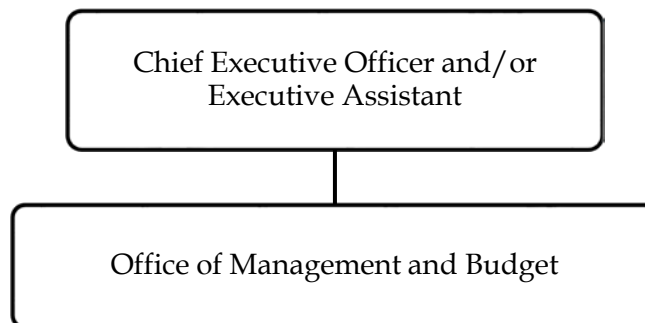 Chief Executive Officer and/or
Executive Assistant
Office of Management and Budget